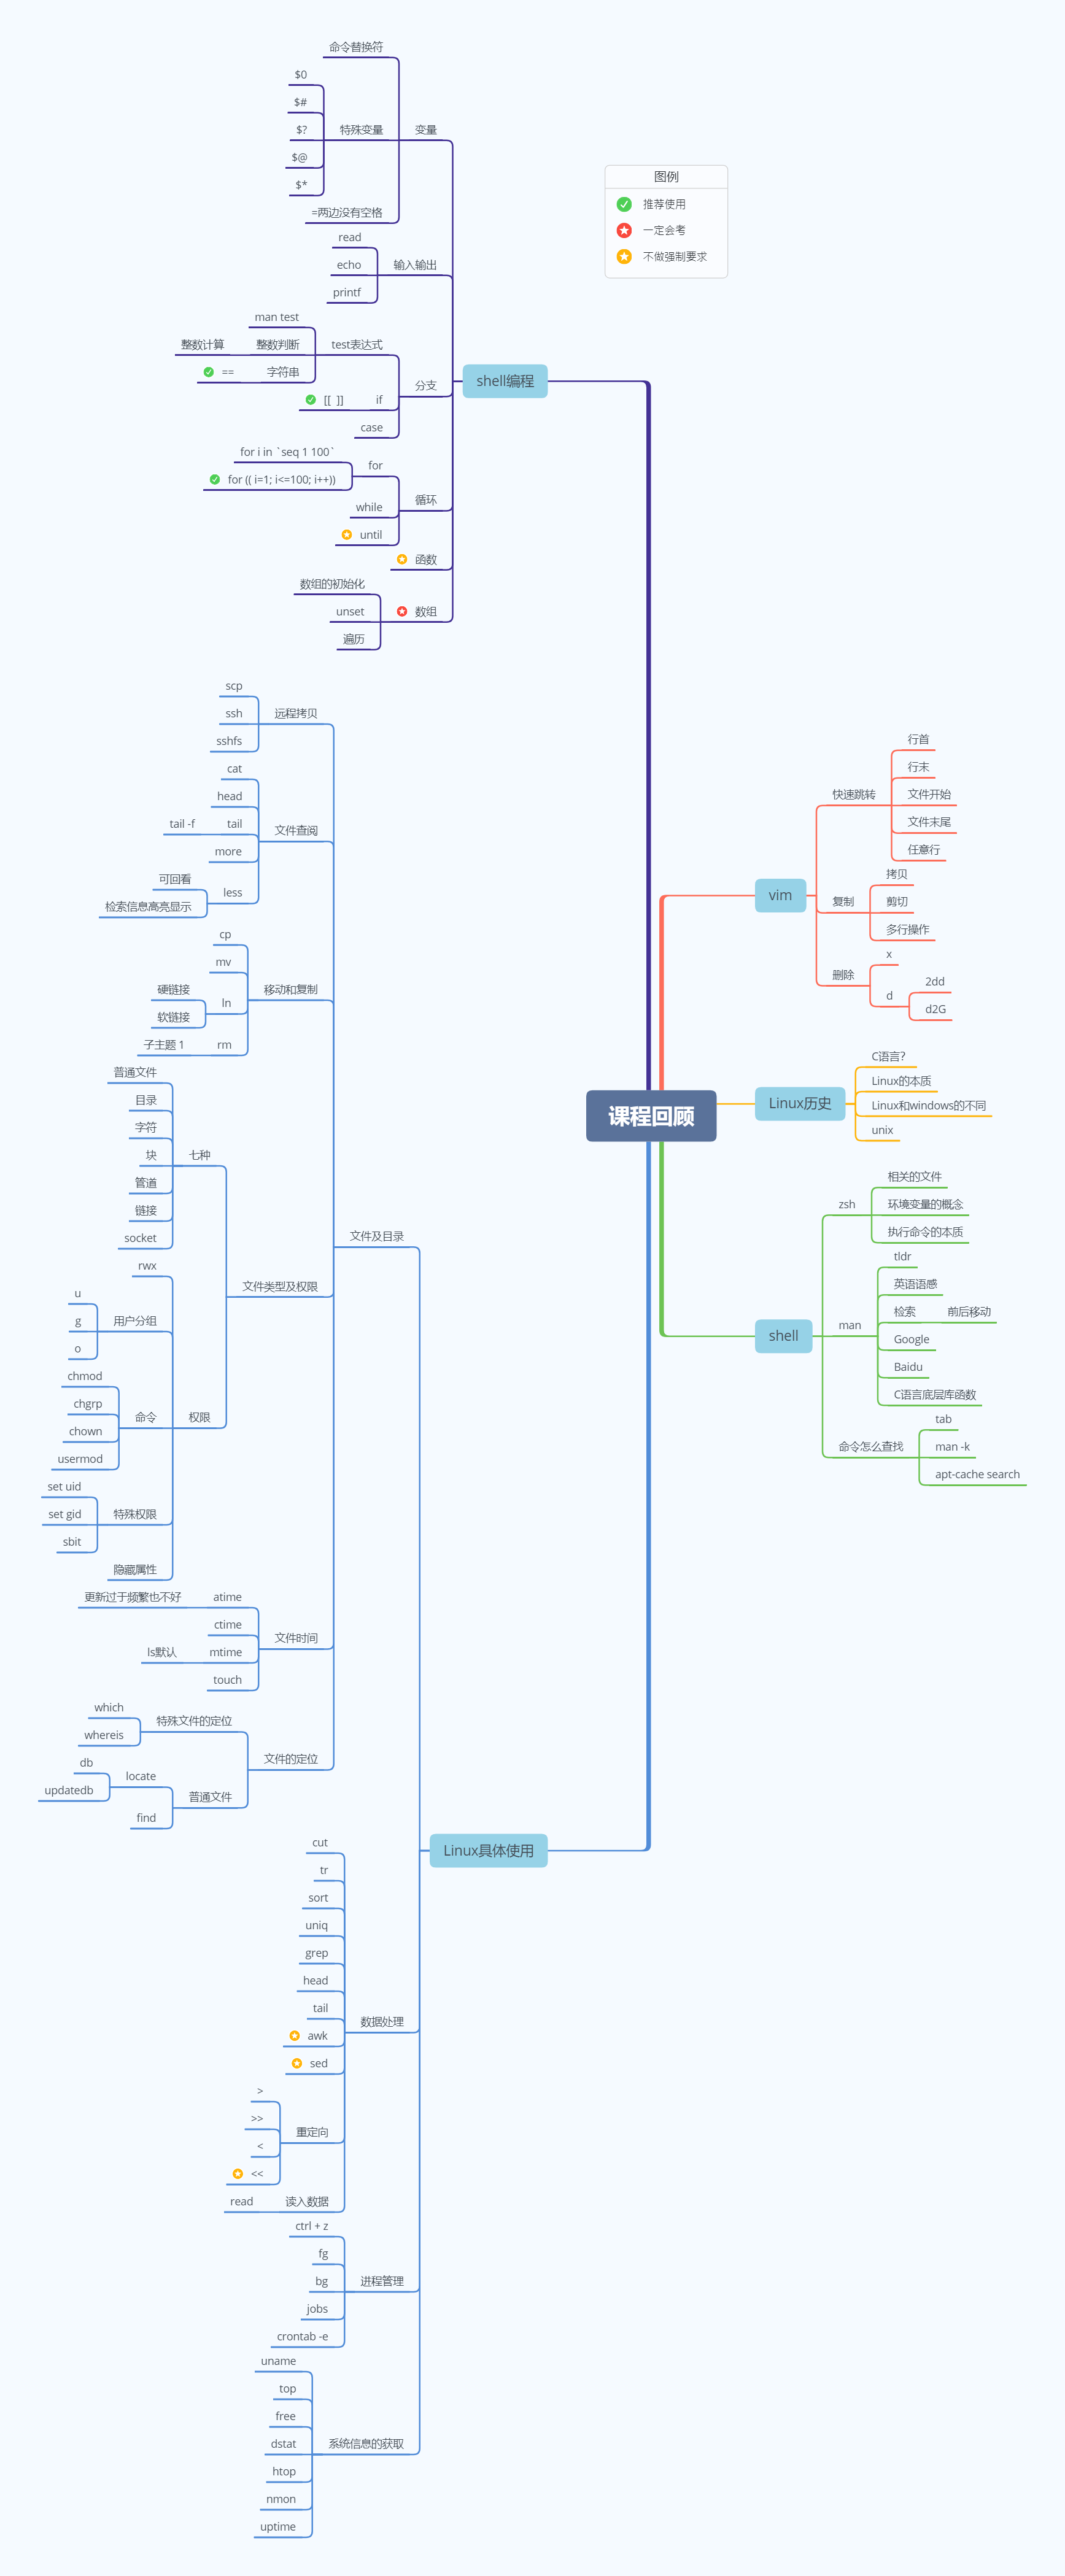 课程回顾
vim
快速跳转
行首
行末
文件开始
文件末尾
任意行
复制
拷贝
剪切
多行操作
删除
x
d
2dd
d2G
Linux历史
C语言?
Linux的本质
Linux和windows的不同
unix
shell
zsh
相关的文件
环境变量的概念
执行命令的本质
man
tldr
英语语感
检索
前后移动
Google
Baidu
C语言底层库函数
命令怎么查找
tab
man -k
apt-cache search
图例
推荐使用
一定会考
不做强制要求
shell编程
变量
命令替换符
特殊变量
$0
$#
$?
$@
$*
=两边没有空格
输入输出
read
echo
printf
分支
test表达式
man test
整数判断
整数计算
字符串
==
if
[[ ]]
case
循环
for
for i in `seq 1 100`
for (( i=1; i<=100; i++))
while
until
函数
数组
数组的初始化
unset
遍历
Linux具体使用
文件及目录
远程拷贝
scp
ssh
sshfs
文件查阅
cat
head
tail
tail -f
more
less
可回看
检索信息高亮显示
移动和复制
cp
mv
ln
硬链接
软链接
rm
子主题 1
文件类型及权限
七种
普通文件
目录
字符
块
管道
链接
socket
权限
rwx
用户分组
u
g
o
命令
chmod
chgrp
chown
usermod
特殊权限
set uid
set gid
sbit
隐藏属性
文件时间
atime
更新过于频繁也不好
ctime
mtime
ls默认
touch
文件的定位
特殊文件的定位
which
whereis
普通文件
locate
db
updatedb
find
数据处理
cut
tr
sort
uniq
grep
head
tail
awk
sed
重定向
>
>>
<
<<
读入数据
read
进程管理
ctrl + z
fg
bg
jobs
crontab -e
系统信息的获取
uname
top
free
dstat
htop
nmon
uptime